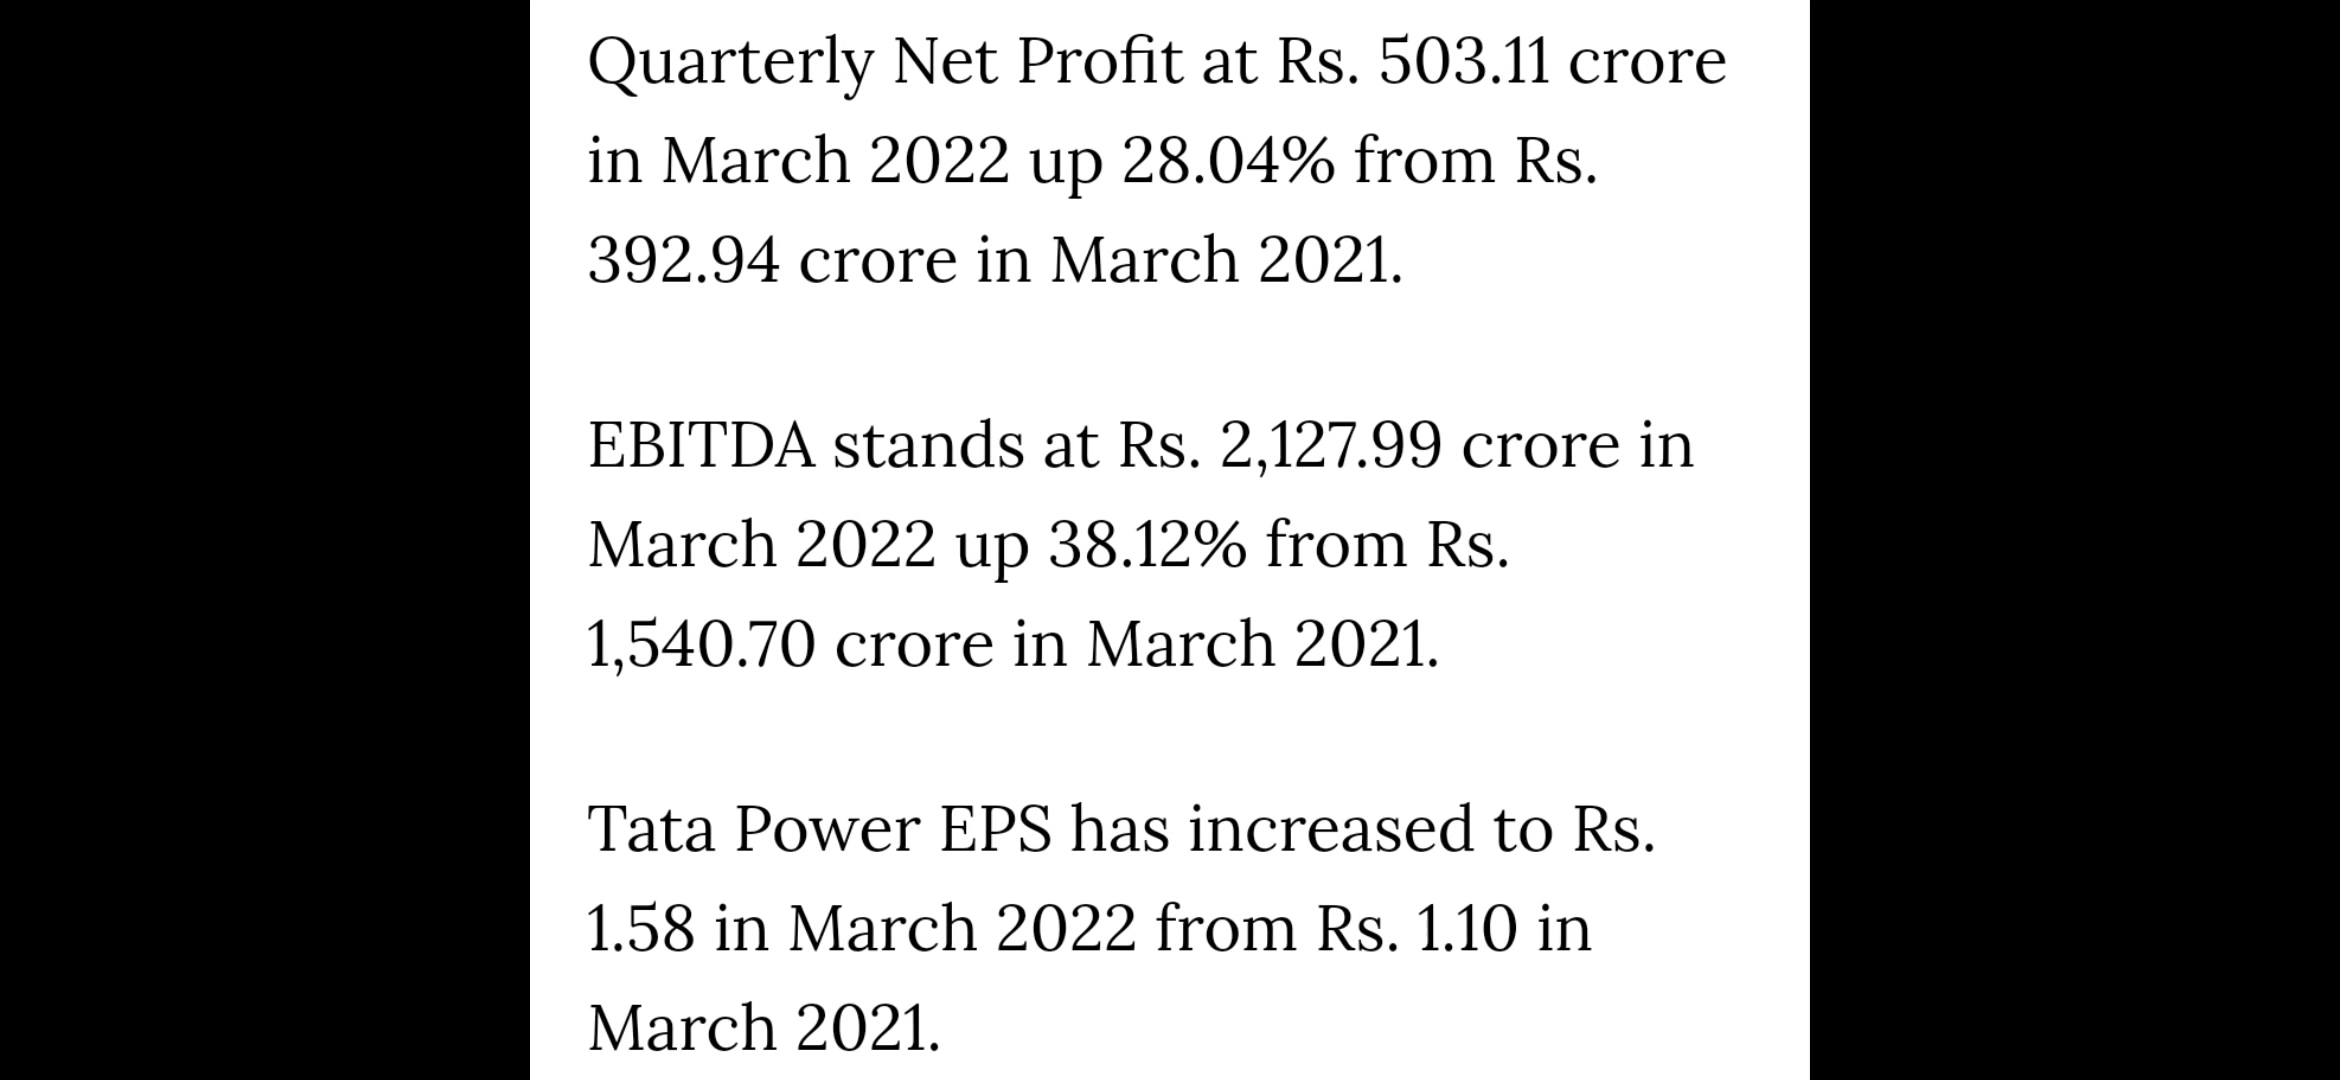 Quarterly Net Profit at Rs. 503.11 crore
in March 2022 up 28.04% from Rs.
392.94 crore in March 2021.
EBITDA stands at Rs. 2,127.99 crore in
March 2022 up 38.12% from Rs.
1,540.70 crore in March 2021.
Tata Power EPS has increased to Rs.
1.58 in March 2022 from Rs. 1.10 in
March 2021.